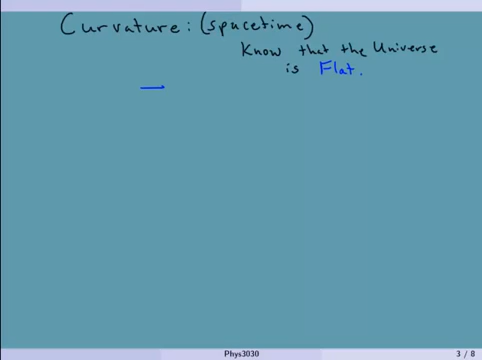 Curvature: (spacetime)
Know that the Universe
is Flat.
Phys3030
3 / 8